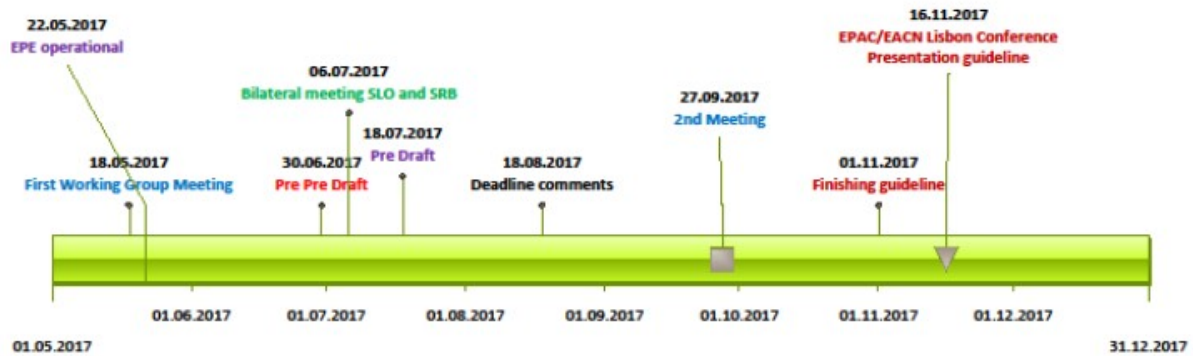 22.05.2017
EPE operational
16.11.2017
EPAC/EACN Lisbon Conference
Presentation guideline
06.07.2017
Bilateral meeting SLO and SRB
27.09.2017
2nd Meeting
18.07.2017
Pre Draft
18.05.2017
First Working Group Meeting
30.06.2017
Pre Pre Draft
18.08.2017
Deadline comments
01.11.2017
Finishing guideline
01.06.2017
01.07.2017
01.08.2017
01.09.2017
01.10.2017
01.11.2017
01.12.2017
01.05.2017
31.12.2017